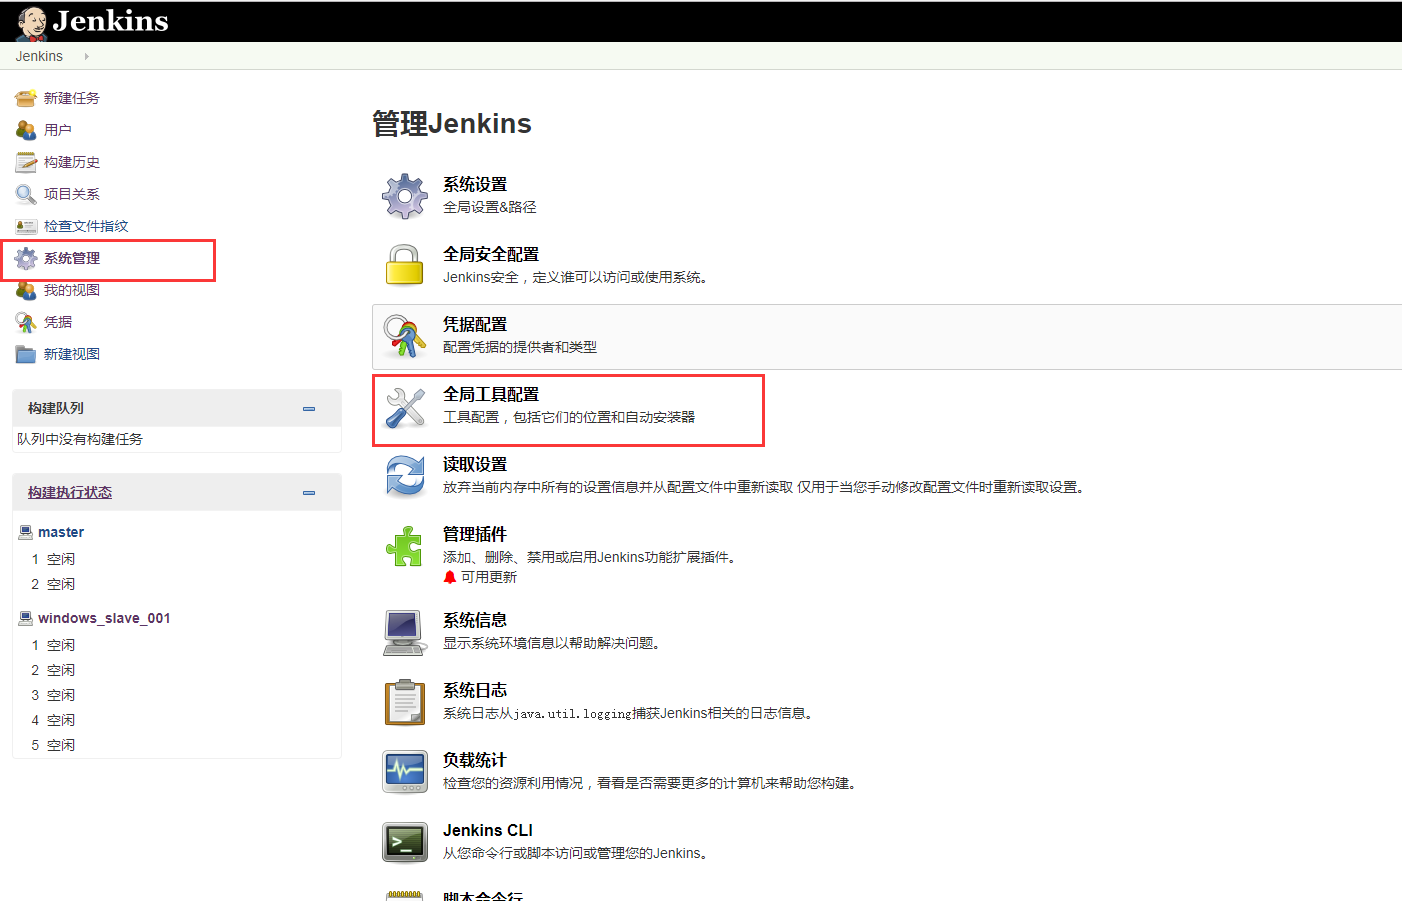 Jenkins
Jenkins
新建任务
用户
构建历史
项目关系
检查文件指纹
系统管理
我的视图
凭据
新建视图
构建队列
队列中没有构建任务
构建执行状态
master
1 空闲
2 空闲
windows_slave_001
1 空闲
2 空闲
3 空闲
4 空闲
5 空闲
管理Jenkins
系统设置
全局设置&路径
全局安全配置
Jenkins安全，定义谁可以访问或使用系统。
凭据配置
配置凭据的提供者和类型
全局工具配置
工具配置，包括它们的位置和自动安装器
读取设置
放弃当前内存中所有的设置信息并从配置文件中重新读取 仅用于当您手动修改配置文件时重新读取设置。
管理插件
添加、删除、禁用或启用Jenkins功能扩展插件。
可用更新
系统信息
显示系统环境信息以帮助解决问题。
系统日志
系统日志从java.util.logging捕获Jenkins相关的日志信息。
负载统计
检查您的资源利用情况，看看是否需要更多的计算机来帮助您构建。
Jenkins CLI
从您命令行或脚本访问或管理您的Jenkins。
脚本命令行